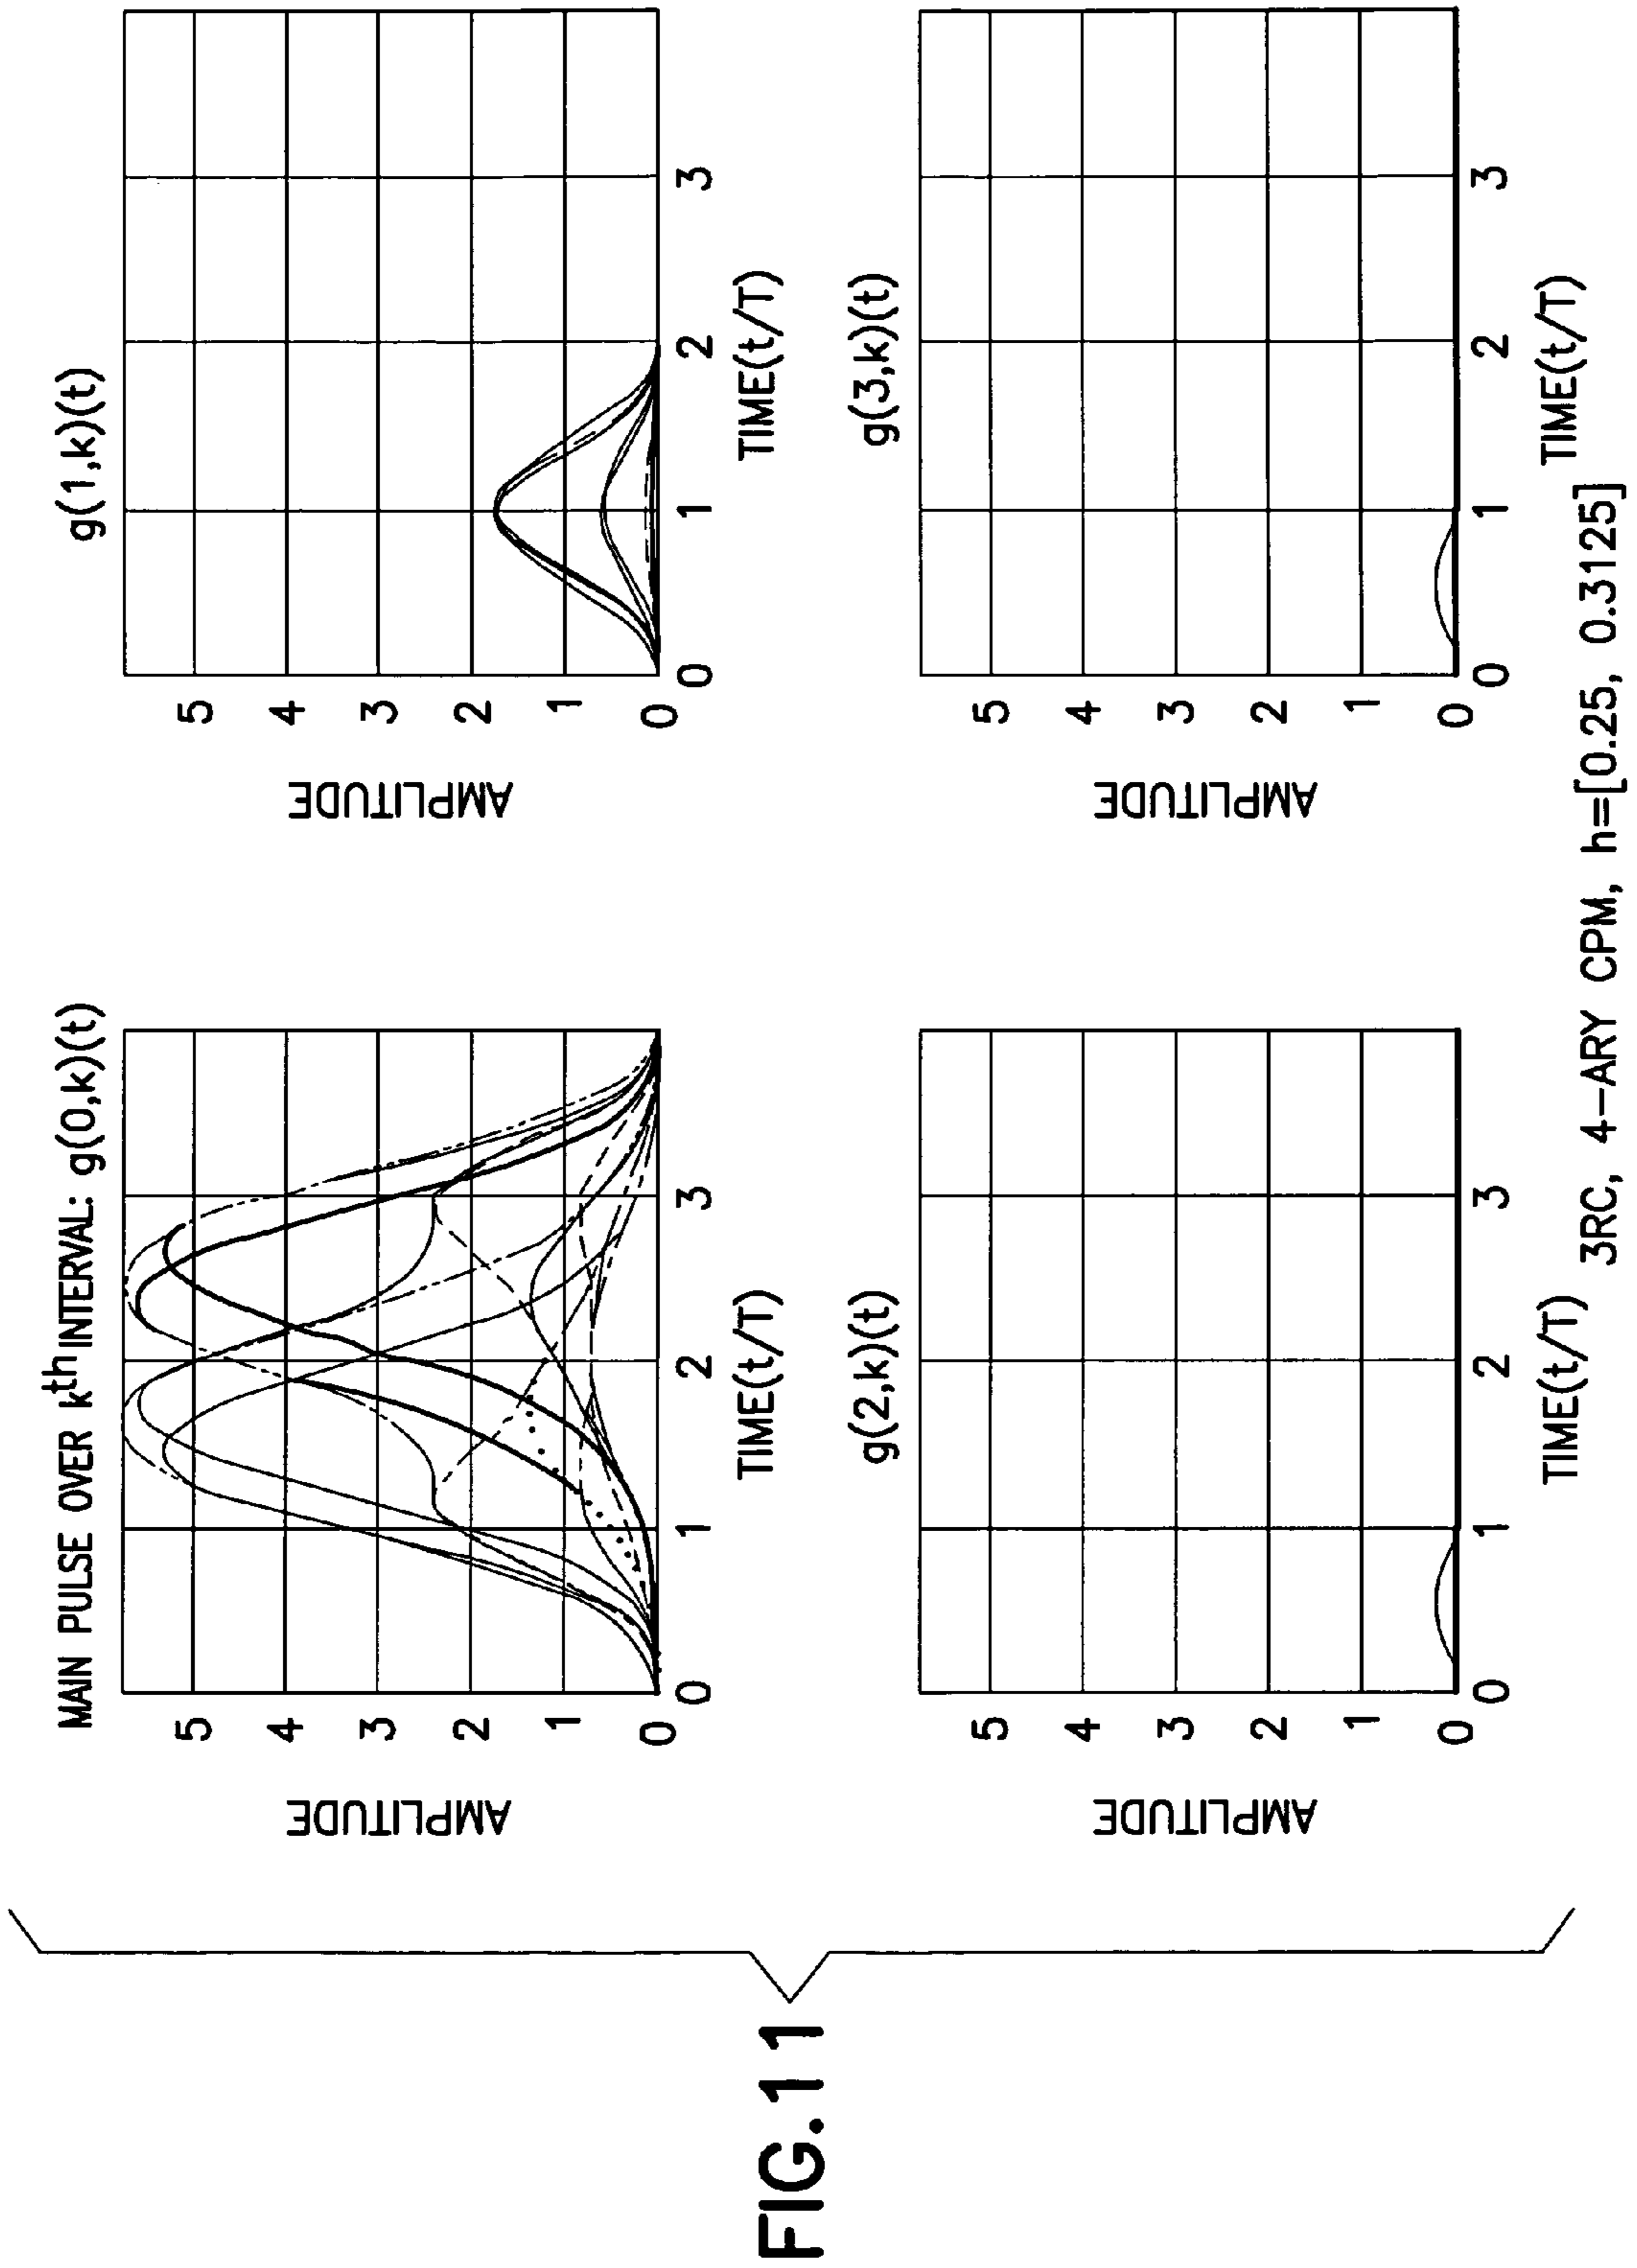 MAIN PULSE OVER kth INTERVAL: g(0,k)(t)
AMPLITUDE
5
4
3
2
1
0
0 1 2 3
TIME(t/T)
g(1,k)(t)
AMPLITUDE
5
4
3
2
1
0
0 1 2 3
TIME(t/T)
g(2,k)(t)
AMPLITUDE
5
4
3
2
1
0
0 1 2 3
TIME(t/T)
g(3,k)(t)
AMPLITUDE
5
4
3
2
1
0
0 1 2 3
TIME(t/T)
3RC, 4-ARY CPM, h=[0.25, 0.3125]
FIG.11